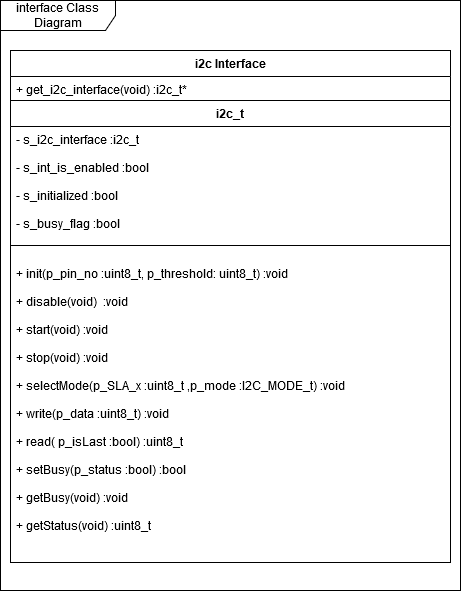 interface Class
Diagram
i2c Interface
+ get_i2c_interface(void) :i2c_t*
i2c_t
- s_i2c_interface :i2c_t
- s_int_is_enabled :bool
- s_initialized :bool
- s_busy_flag :bool
+ init(p_pin_no :uint8_t, p_threshold: uint8_t) :void
+ disable(void) :void
+ start(void) :void
+ stop(void) :void
+ selectMode(p_SLA_x :uint8_t ,p_mode :I2C_MODE_t) :void
+ write(p_data :uint8_t) :void
+ read( p_isLast :bool) :uint8_t
+ setBusy(p_status :bool) :bool
+ getBusy(void) :void
+ getStatus(void) :uint8_t